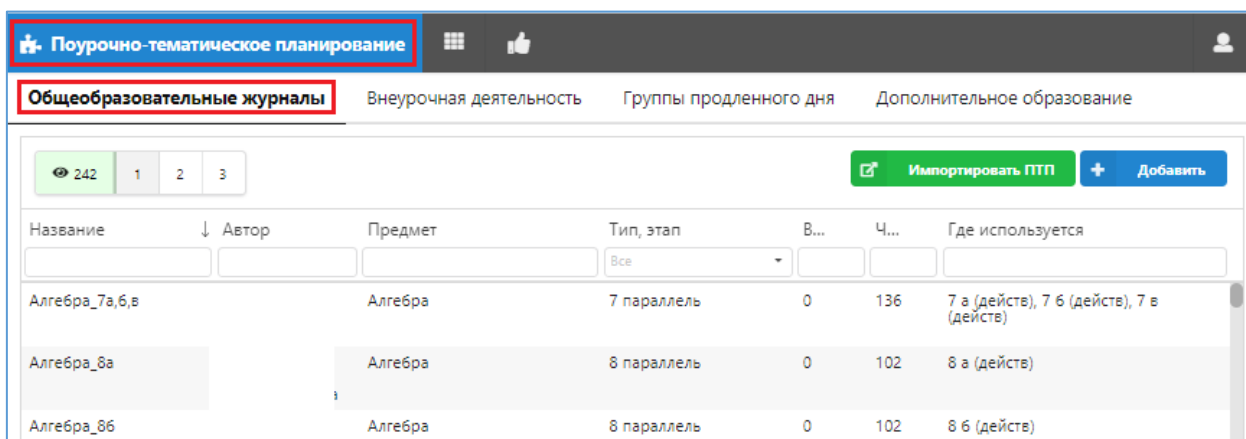 Поурочно-тематическое планирование
Общеобразовательные журналы Внеурочная деятельность Группы продленного дня Дополнительное образование
242 1 2 3 Импортировать ПТП + Добавить
Название ↓ Автор Предмет Тип, этап В... Ч... Где используется
Все
Алгебра_7а,б,в Алгебра 7 параллель 0 136 7 а (действ), 7 б (действ), 7 в
(действ)
Алгебра_8а Алгебра 8 параллель 0 102 8 а (действ)
а
Алгебра_8б Алгебра 8 параллель 0 102 8 б (действ)